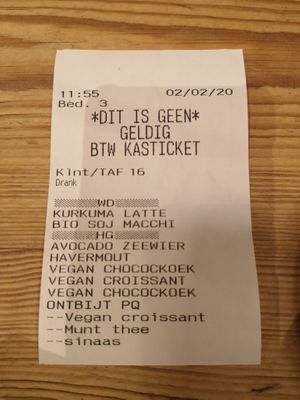 11:55 02/02/20
Bed. 3
*DIT IS GEEN*
GELDIG
BTW KASTICKET
Klnt/TAF 16
Drank
WD
KURKUMA LATTE
BIO SOJ MACCHI
HG
AVOCADO ZEEWIER
HAVERMOUT
VEGAN CHOCOCKOEK
VEGAN CROISSANT
VEGAN CHOCOCKOEK
ONTBIJT PQ
--Vegan croissant
--Munt thee
--sinaas